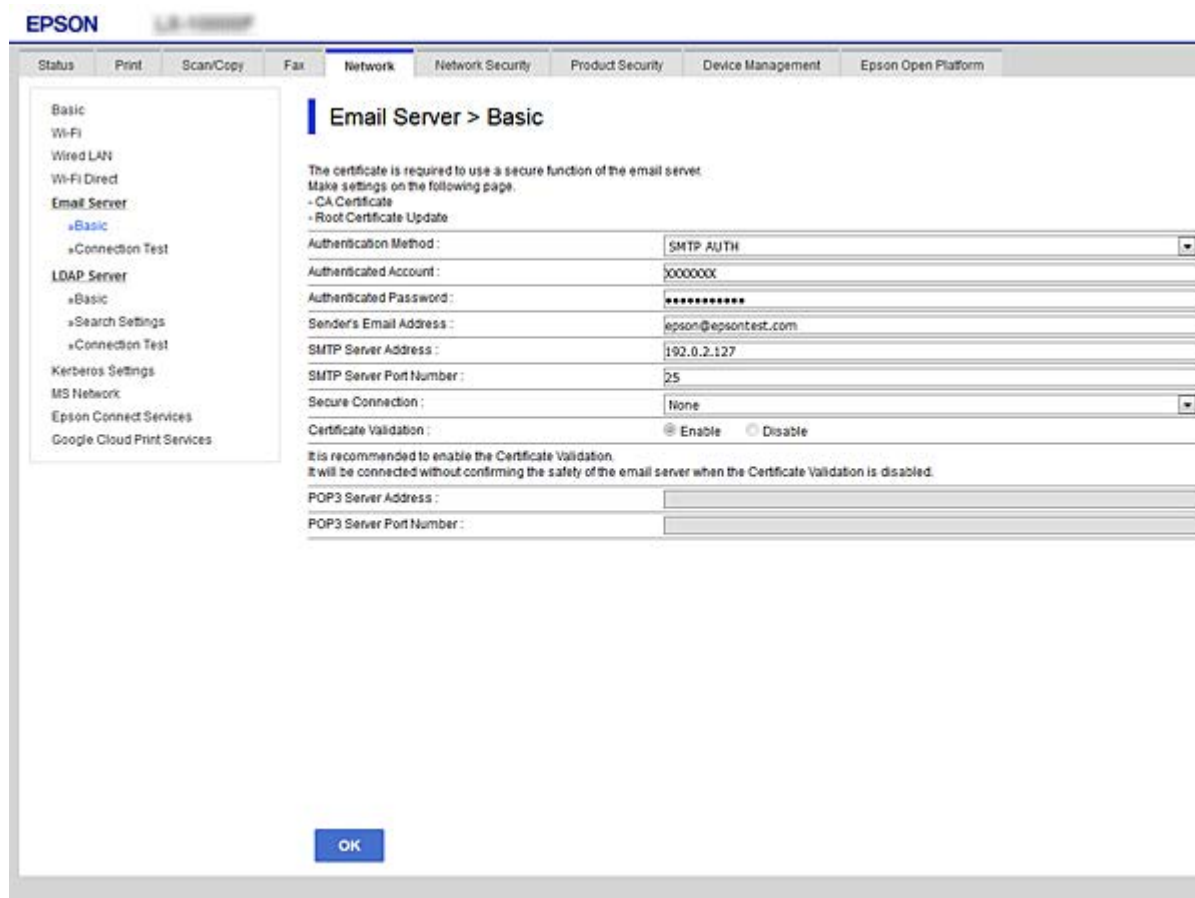 EPSON
Status Print Scan/Copy Fax Network Network Security Product Security Device Management Epson Open Platform
Basic
Wi-Fi
Wired LAN
Wi-Fi Direct
Email Server
»Basic
»Connection Test
LDAP Server
»Basic
»Search Settings
»Connection Test
Kerberos Settings
MS Network
Epson Connect Services
Google Cloud Print Services
Email Server > Basic
The certificate is required to use a secure function of the email server.
Make settings on the following page.
- CA Certificate
- Root Certificate Update
Authentication Method : SMTP AUTH
Authenticated Account : XXXXXXX
Authenticated Password : •••••••••••
Sender's Email Address : epson@epsontest.com
SMTP Server Address : 192.0.2.127
SMTP Server Port Number : 25
Secure Connection : None
Certificate Validation : Enable Disable
It is recommended to enable the Certificate Validation.
It will be connected without confirming the safety of the email server when the Certificate Validation is disabled.
POP3 Server Address :
POP3 Server Port Number :
OK